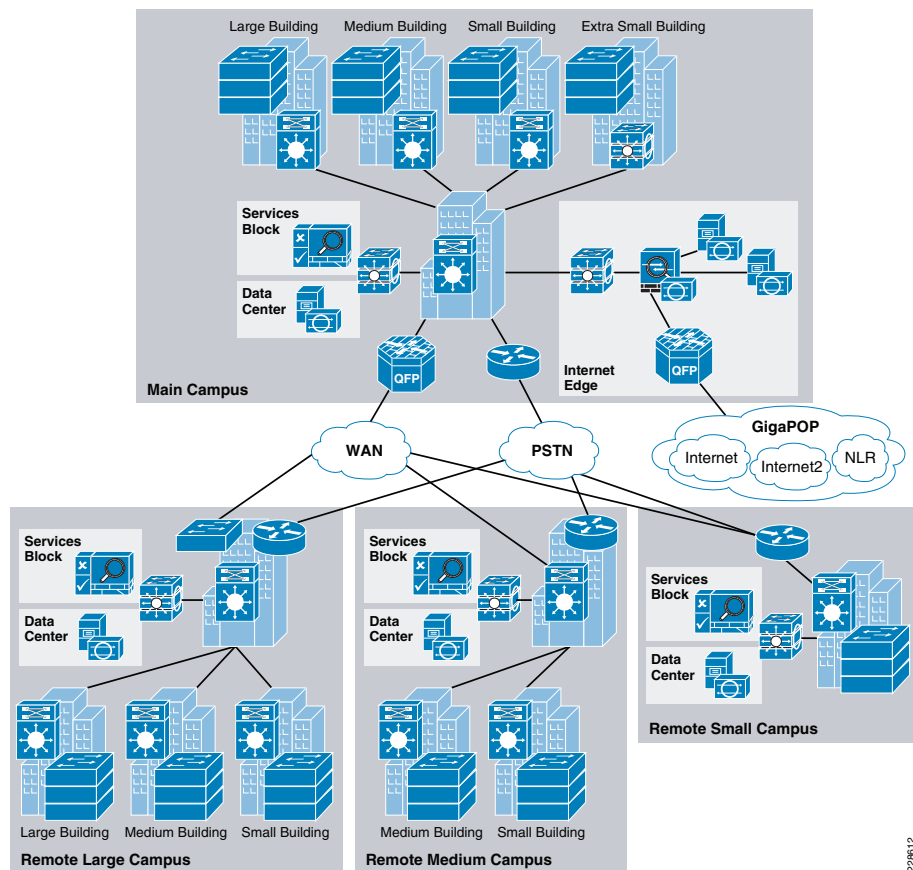 Large Building
Medium Building
Small Building
Extra Small Building
Services
Block
Data
Center
QFP
Main Campus
Internet
Edge
QFP
WAN
PSTN
GigaPOP
Internet
Internet2
NLR
Services
Block
Data
Center
Large Building
Medium Building
Small Building
Remote Large Campus
Services
Block
Data
Center
Medium Building
Small Building
Remote Medium Campus
Services
Block
Data
Center
Remote Small Campus
228612